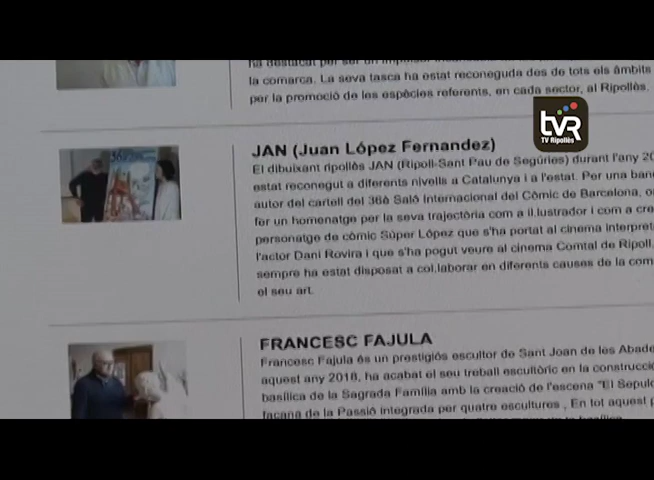 ha destacat per ser un impulsor
la comarca. La seva tasca ha estat reconeguda des de tots els àmbits
per la promoció de les espècies referents, en cada sector, al Ripollès.
tvR
TV Ripollès
JAN (Juan López Fernandez)
El dibuixant ripollès JAN (Ripoll-Sant Pau de Segúries) durant l'any 20
estat reconegut a diferents nivells a Catalunya i a l'estat. Per una ban
autor del cartell del 36è Saló Internacional del Còmic de Barcelona, o
fer un homenatge per la seva trajectòria com a il.lustrador i com a cre
personatge de còmic Súper López que s'ha portat al cinema interpret
l'actor Dani Rovira i que s'ha pogut veure al cinema Comtal de Ripoll.
sempre ha estat disposat a col.laborar en diferents causes de la com
el seu art.
FRANCESC FAJULA
Francesc Fajula és un prestigiós escultor de Sant Joan de les Abade
aquest any 2018, ha acabat el seu treball escultòric en la construcció
basílica de la Sagrada Família amb la creació de l'escena "El Sepul
façana de la Passió integrada per quatre escultures , En tot aquest p